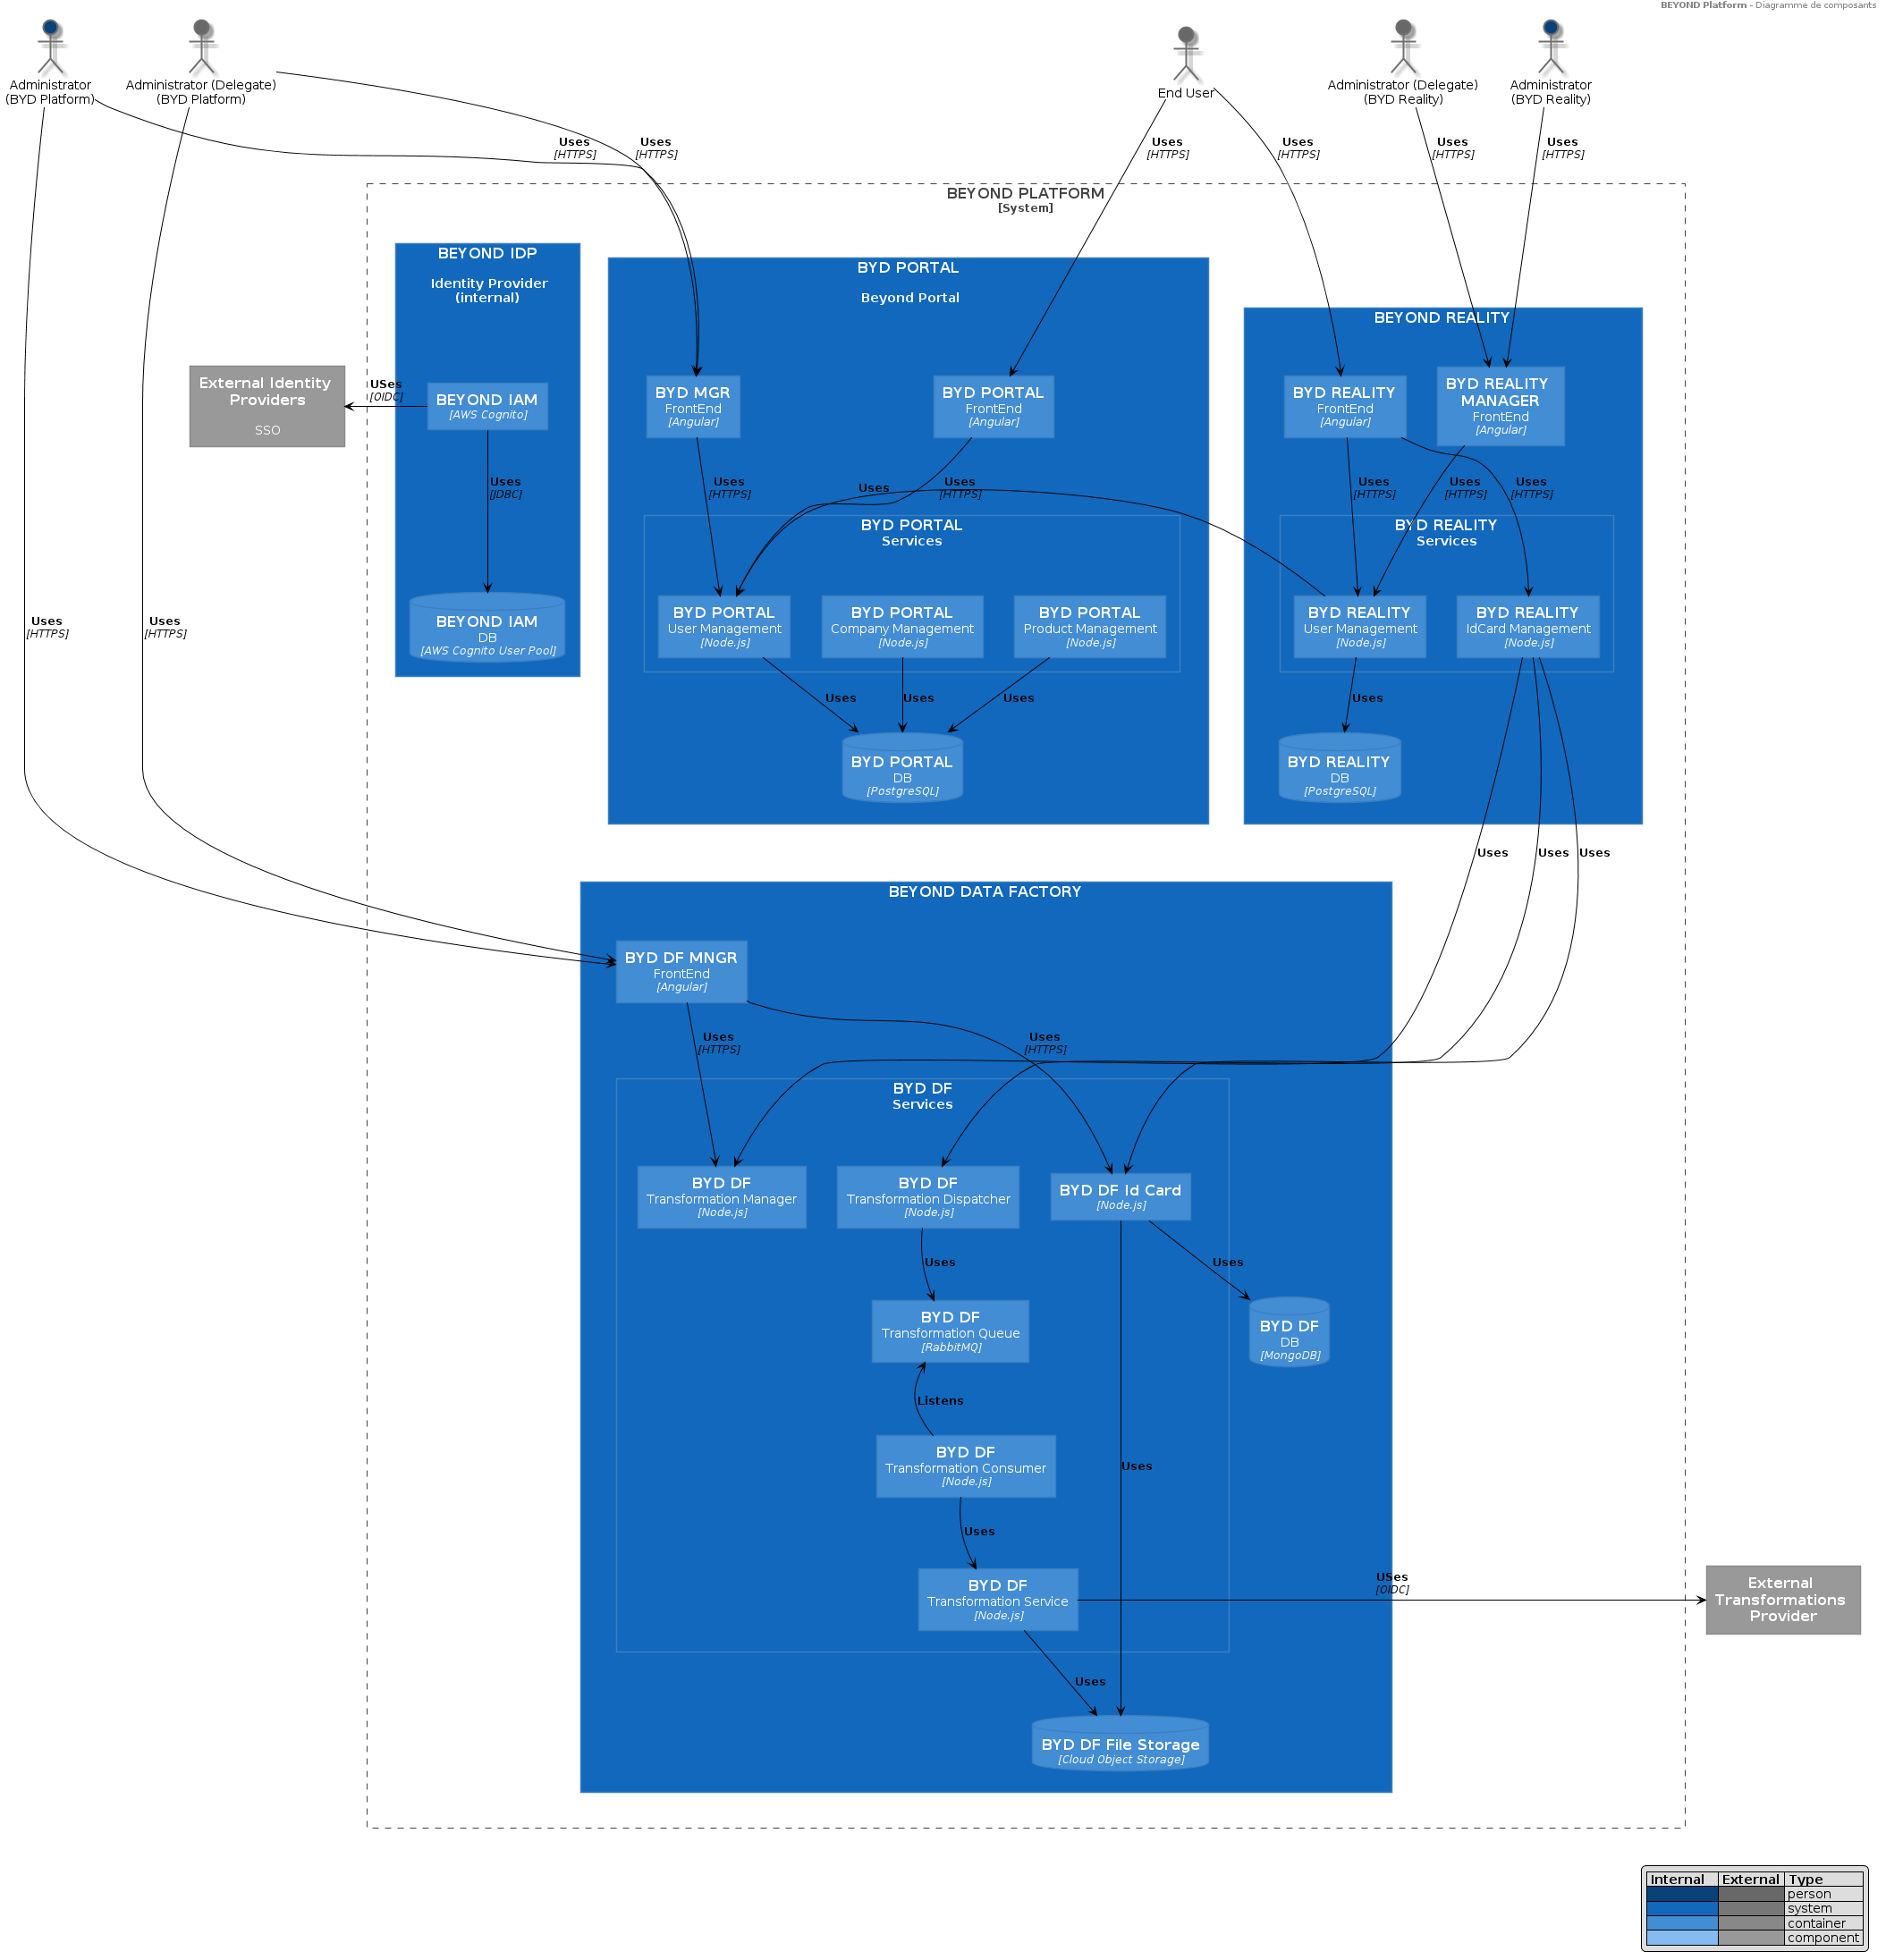 BEYOND Platform - Diagramme de composants
Administrator
(BYD Platform)
Administrator (Delegate)
(BYD Platform)
End User
Administrator (Delegate)
(BYD Reality)
Administrator
(BYD Reality)
Uses
[HTTPS]
Uses
[HTTPS]
Uses
[HTTPS]
Uses
[HTTPS]
Uses
[HTTPS]
Uses
[HTTPS]
BEYOND PLATFORM
[System]
BEYOND IDP
Identity Provider
(internal)
BYD PORTAL
Beyond Portal
BEYOND REALITY
External Identity
Providers
SSO
USes
[OIDC]
BEYOND IAM
[AWS Cognito]
BYD MGR
FrontEnd
[Angular]
BYD PORTAL
FrontEnd
[Angular]
BYD REALITY
FrontEnd
[Angular]
BYD REALITY
MANAGER
FrontEnd
[Angular]
Uses
[JDBC]
Uses
[HTTPS]
Uses
Uses
[HTTPS]
Uses
[HTTPS]
Uses
[HTTPS]
Uses
[HTTPS]
BYD PORTAL
Services
BYD REALITY
Services
Uses
[HTTPS]
Uses
[HTTPS]
BEYOND IAM
DB
[AWS Cognito User Pool]
BYD PORTAL
User Management
[Node.js]
BYD PORTAL
Company Management
[Node.js]
BYD PORTAL
Product Management
[Node.js]
BYD REALITY
User Management
[Node.js]
BYD REALITY
IdCard Management
[Node.js]
Uses
Uses
Uses
Uses
BYD PORTAL
DB
[PostgreSQL]
BYD REALITY
DB
[PostgreSQL]
Uses
Uses
Uses
BEYOND DATA FACTORY
BYD DF MNGR
FrontEnd
[Angular]
Uses
[HTTPS]
Uses
[HTTPS]
BYD DF
Services
BYD DF
Transformation Manager
[Node.js]
BYD DF
Transformation Dispatcher
[Node.js]
BYD DF Id Card
[Node.js]
Uses
Uses
BYD DF
Transformation Queue
[RabbitMQ]
BYD DF
DB
[MongoDB]
Listens
BYD DF
Transformation Consumer
[Node.js]
Uses
Uses
BYD DF
Transformation Service
[Node.js]
USes
[OIDC]
External
Transformations
Provider
Uses
BYD DF File Storage
[Cloud Object Storage]
Internal External Type
person
system
container
component